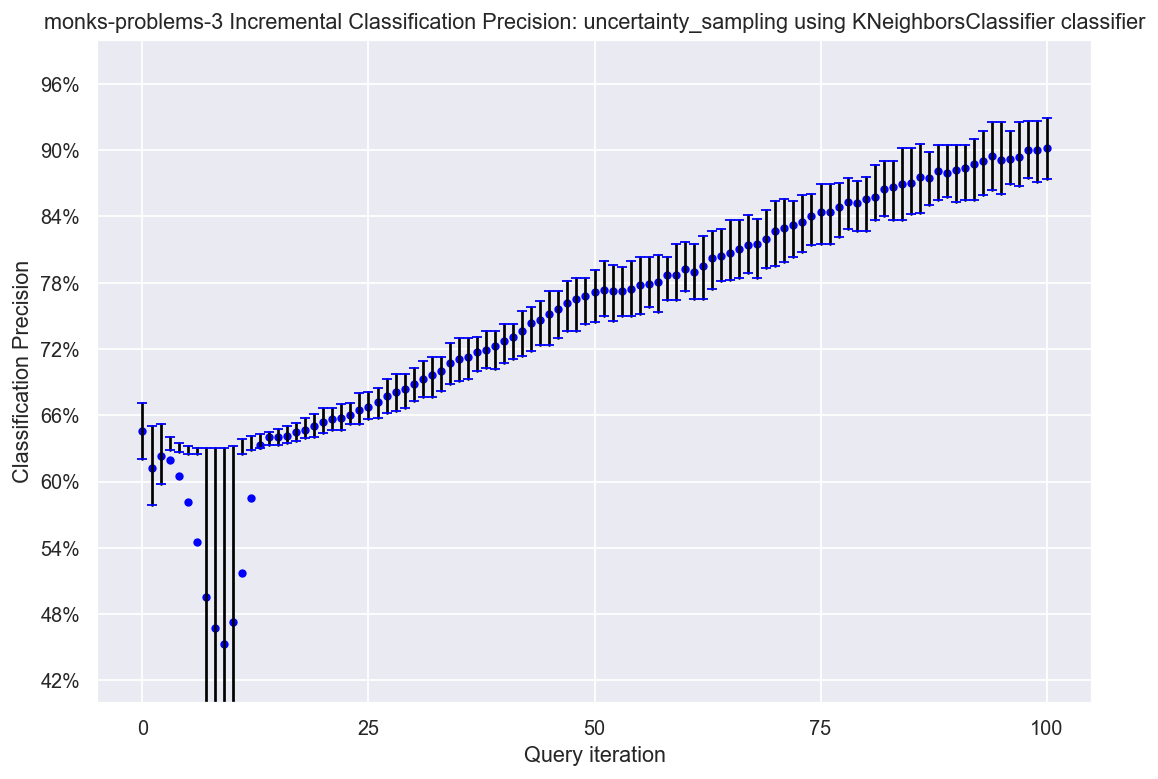 monks-problems-3 Incremental Classification Precision: uncertainty_sampling using KNeighborsClassifier classifier
96%
90%
84%
78%
72%
66%
60%
54%
48%
42%
Classification Precision
0 25 50 75 100
Query iteration